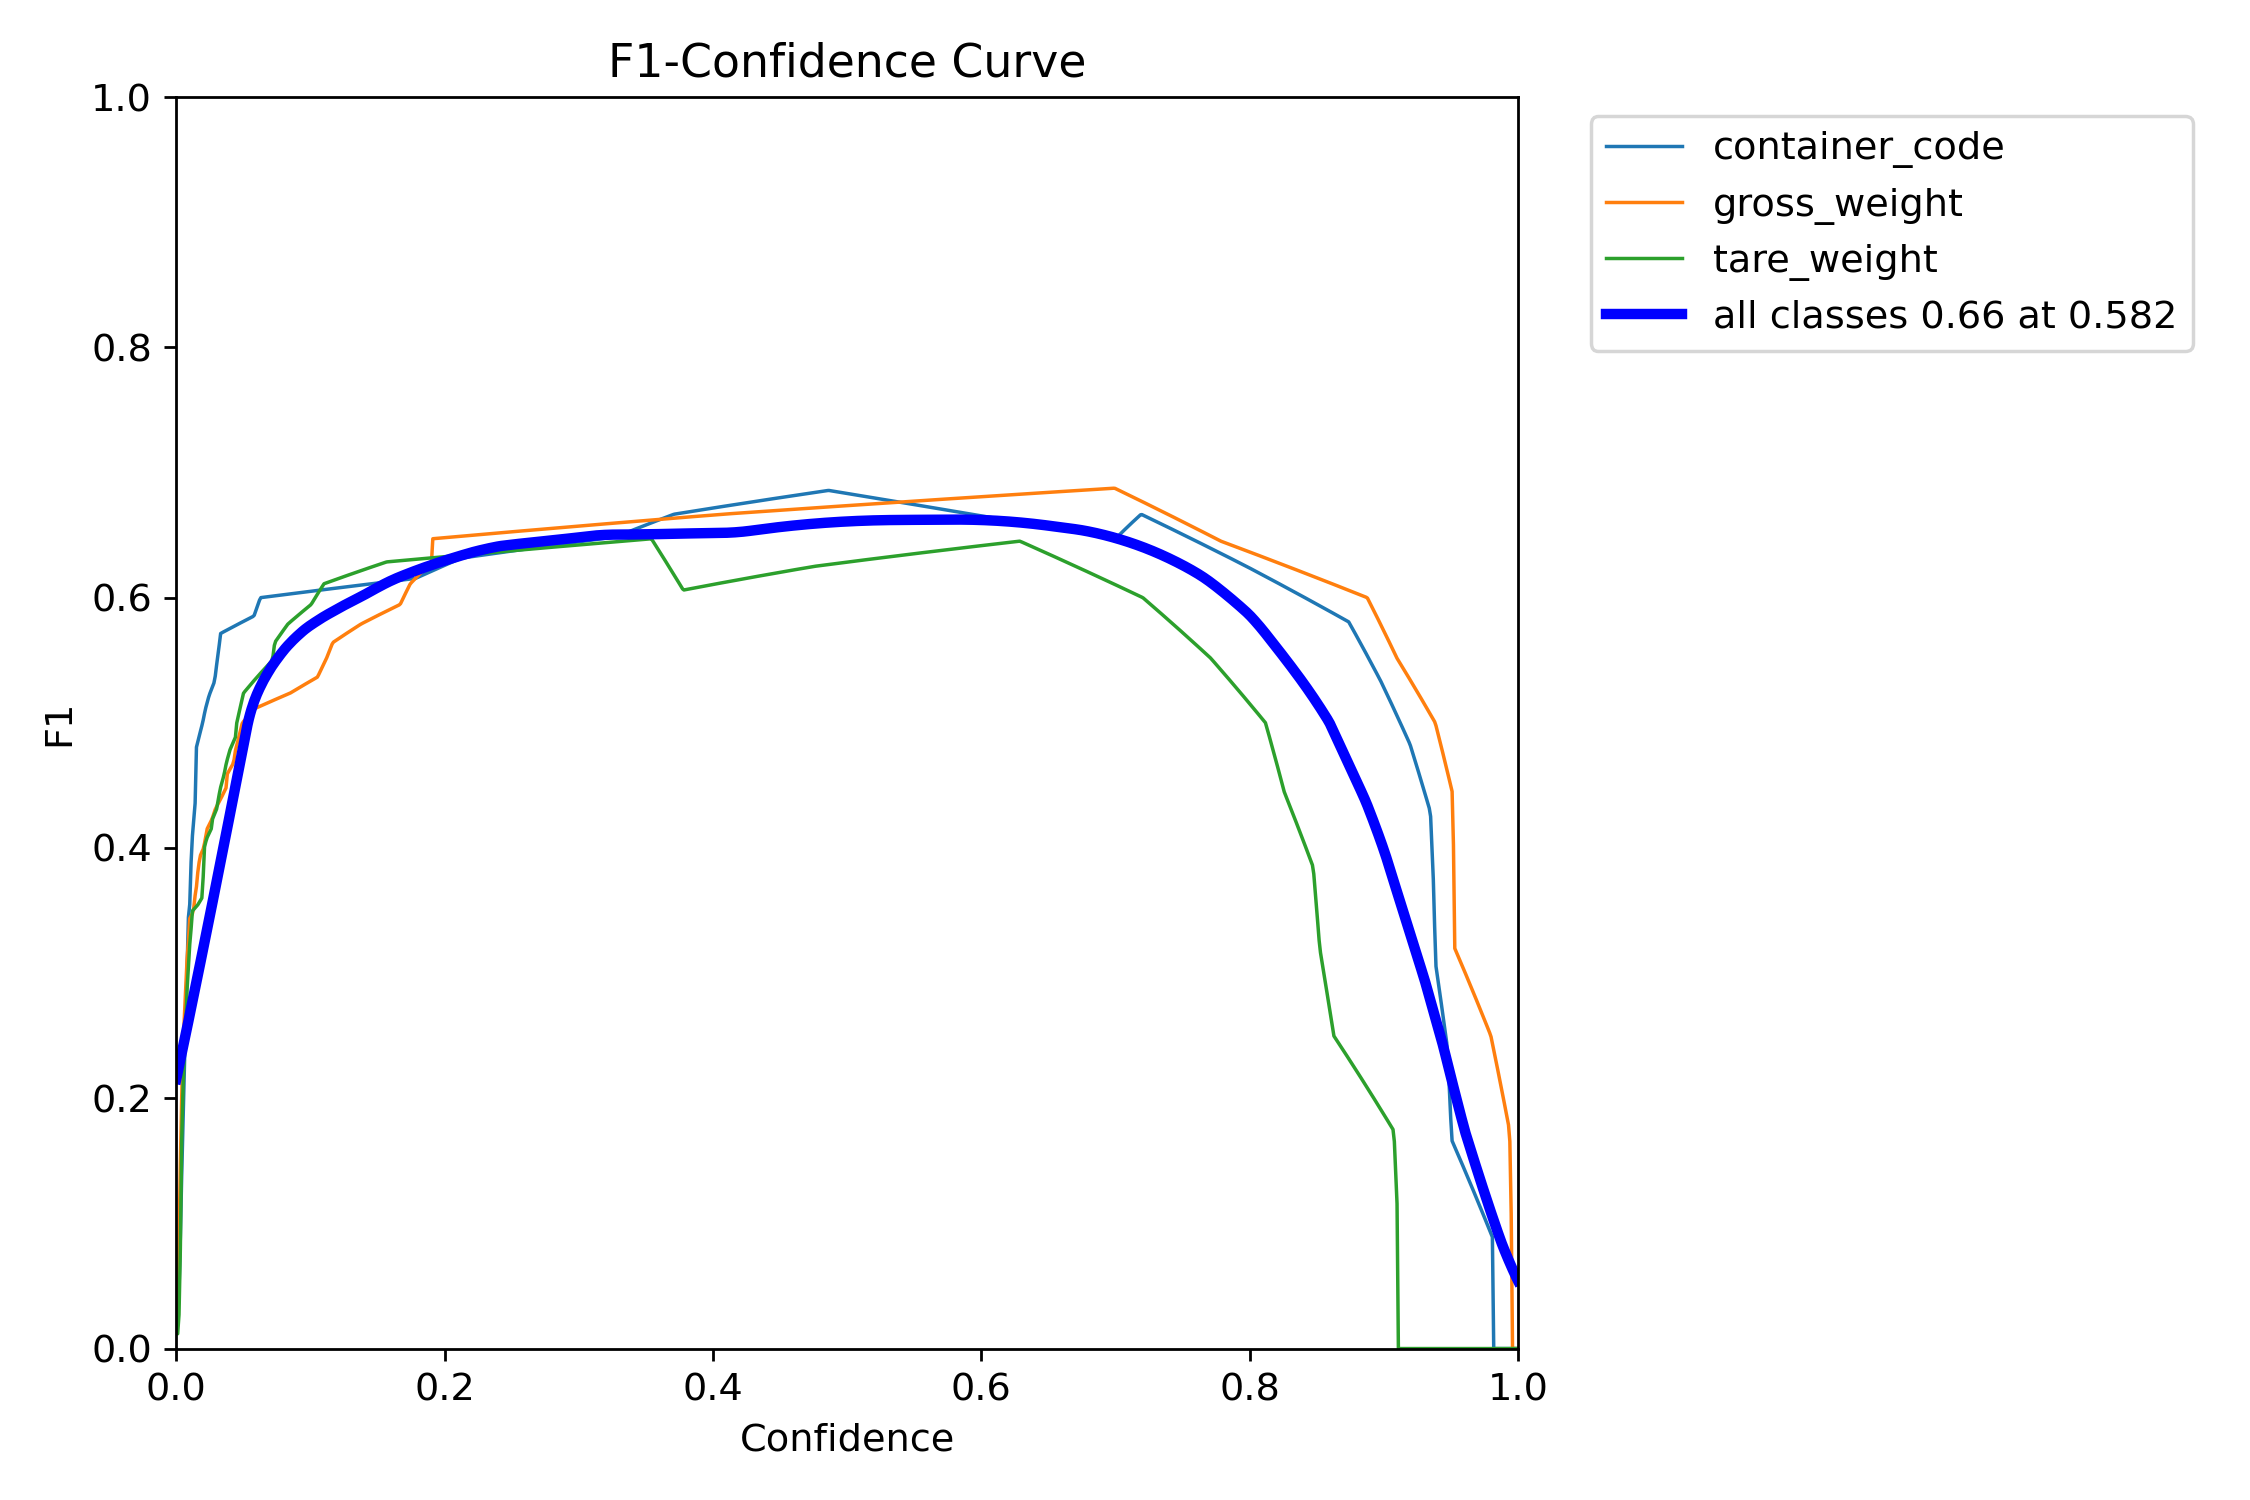 F1-Confidence Curve
1.0
0.8
0.6
0.4
0.2
0.0
F1
0.0 0.2 0.4 0.6 0.8 1.0
Confidence
container_code
gross_weight
tare_weight
all classes 0.66 at 0.582